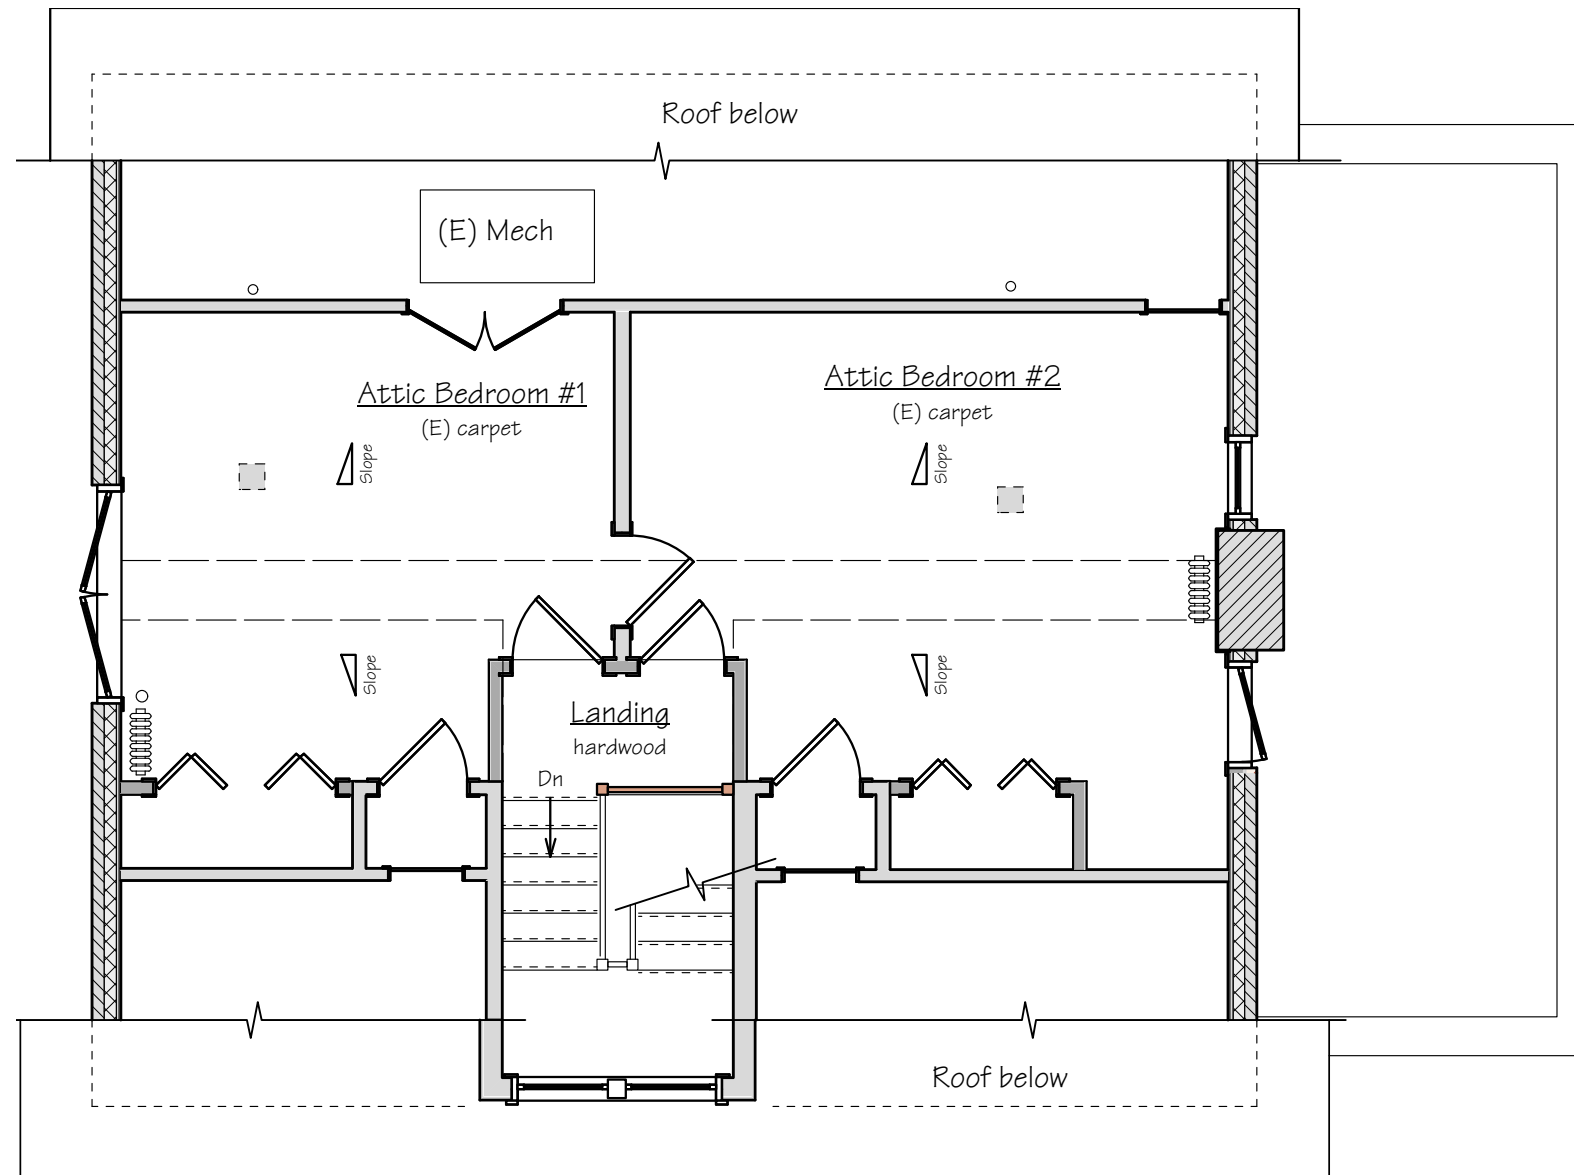 Roof below
(E) Mech
Attic Bedroom #1
(E) carpet
Attic Bedroom #2
(E) carpet
Slope
Slope
Slope
Slope
Landing
hardwood
Dn
Roof below